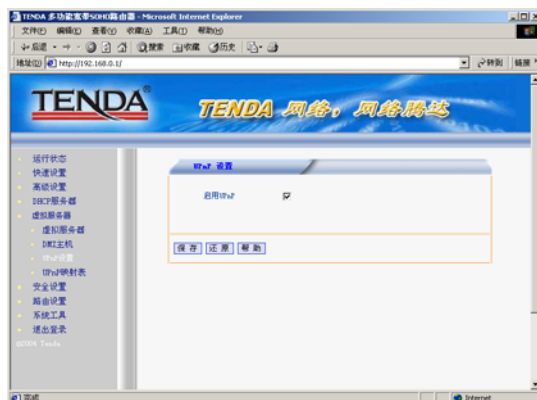 TENDA 多功能宽带SOHO路由器 - Microsoft Internet Explorer
文件(F) 编辑(E) 查看(V) 收藏(A) 工具(T) 帮助(H)
后退 搜索 收藏 历史
地址(D) http://192.168.0.1/ 转到 链接 »
TENDA®
TENDA 网络，网络腾达
运行状态
快速设置
高级设置
DHCP服务器
虚拟服务器
虚拟服务器
DMZ主机
UPnP设置
UPnP映射表
安全设置
路由设置
系统工具
退出登录
©2004 Tenda
UPnP 设置
启用UPnP
保存 还原 帮助
完成 Internet